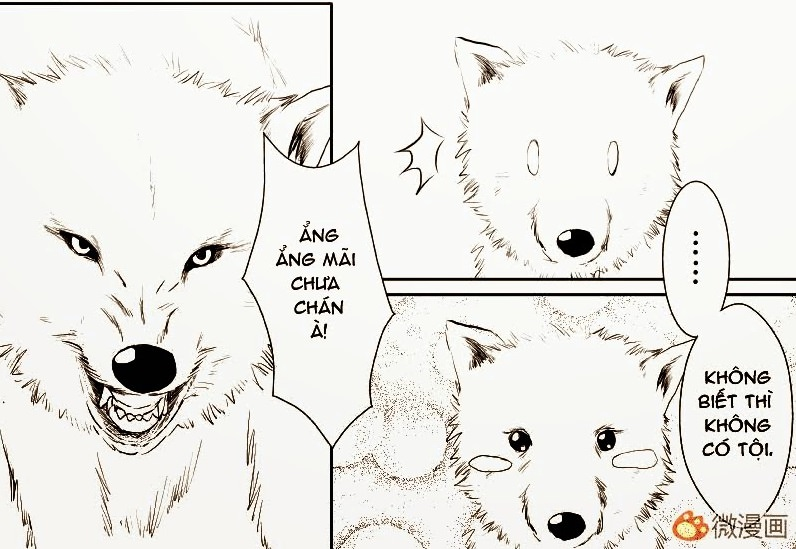 ẲNG
ẲNG MÃI
CHƯA
CHÁN
À!
......
KHÔNG
BIẾT THÌ
KHÔNG
CÓ TỘI.
微漫画